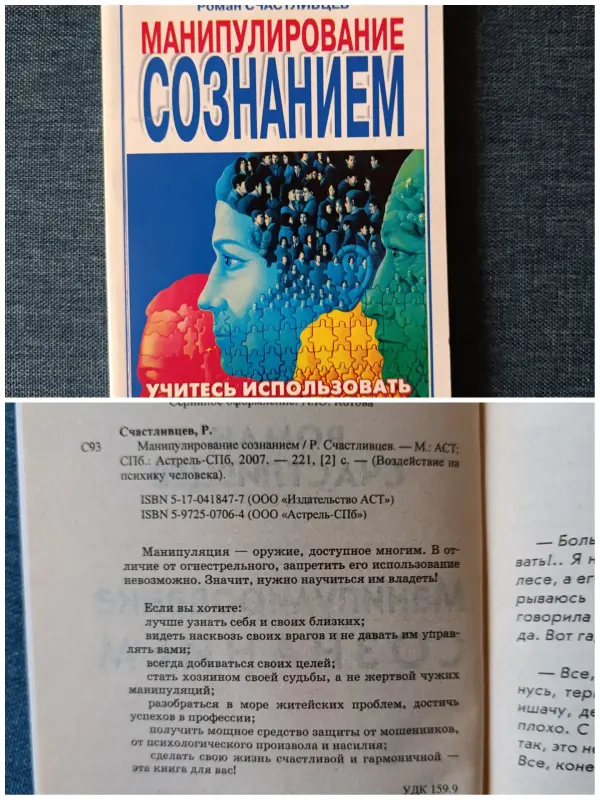 Роман СЧАСТЛИВЦЕВ
МАНИПУЛИРОВАНИЕ
СОЗНАНИЕМ
УЧИТЕСЬ ИСПОЛЬЗОВАТЬ
Серийное оформление: А.Ю. Котова
Счастливцев, Р.
С93 Манипулирование сознанием / Р. Счастливцев. — М.: АСТ;
СПб.: Астрель-СПб, 2007. — 221, [2] с. — (Воздействие на
психику человека).
ISBN 5-17-041847-7 (ООО «Издательство АСТ»)
ISBN 5-9725-0706-4 (ООО «Астрель-СПб»)
Манипуляция — оружие, доступное многим. В от-
личие от огнестрельного, запретить его использование
невозможно. Значит, нужно научиться им владеть!
Если вы хотите:
лучше узнать себя и своих близких;
видеть насквозь своих врагов и не давать им управ-
лять вами;
всегда добиваться своих целей;
стать хозяином своей судьбы, а не жертвой чужих
манипуляций;
разобраться в море житейских проблем, достичь
успехов в профессии;
получить мощное средство защиты от мошенников,
от психологического произвола и насилия;
сделать свою жизнь счастливой и гармоничной —
эта книга для вас!
УДК 159.9
— Боль
вать!.. Я н
лесе, а ег
рываюсь
говорила
да. Вот га
— Все,
нусь, тер
ишачу, де
плохо. С
так, это не
Все, коне